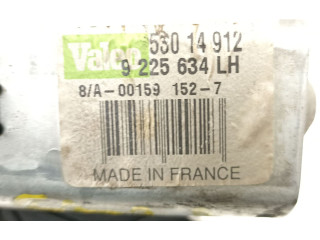 Valeo 530 14 912
9 225 634 LH
8/A-00159 152-7
MADE IN FRANCE